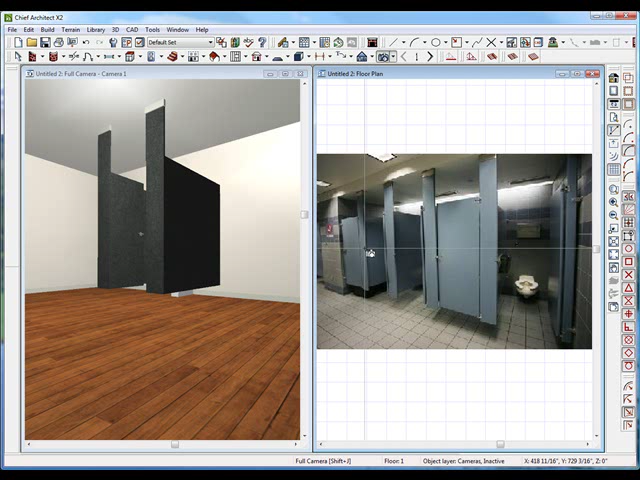 Chief Architect X2
File Edit Build Terrain Library 3D CAD Tools Window Help
Default Set
Untitled 2: Full Camera - Camera 1
Untitled 2: Floor Plan
Full Camera [Shift+J]
Floor: 1
Object layer: Cameras, Inactive
X: 418 11/16", Y: 729 3/16", Z: 0"